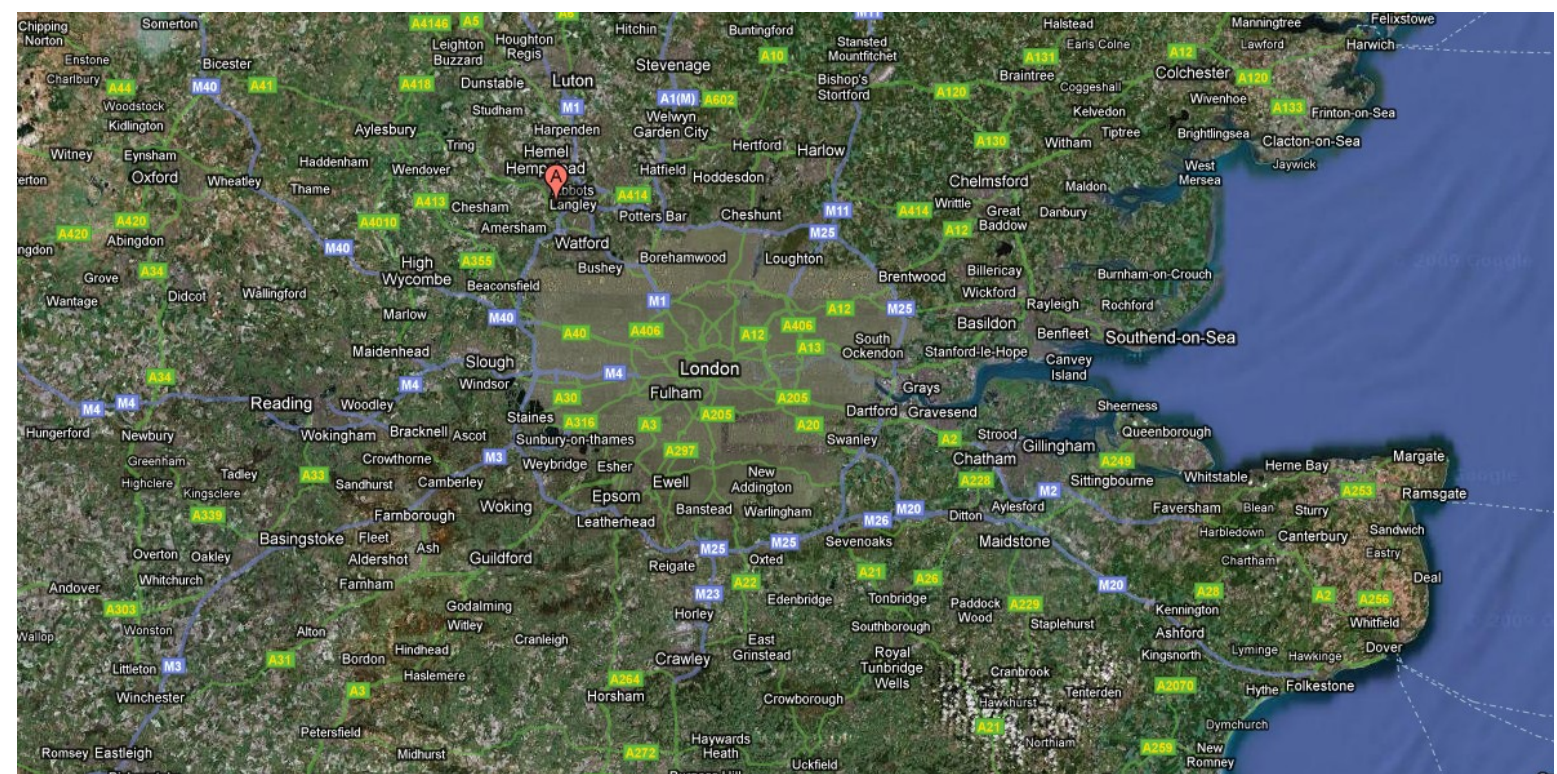 Chipping
Norton
Somerton
A4146
A5
Hitchin
Buntingford
M11
Halstead
Manningtree
Felixstowe
Leighton
Buzzard
Houghton
Regis
Stansted
Mountfitchet
Earls Colne
A12
Lawford
Harwich
Enstone
Bicester
Stevenage
A10
A131
Charlbury
A44
M40
A41
A418
Dunstable
Luton
Bishop's
Stortford
Braintree
Colchester
A120
Woodstock
Studham
M1
A1(M)
A602
A120
Coggeshall
Wivenhoe
A133
Frinton-on-Sea
Kidlington
Aylesbury
Harpenden
Welwyn
Garden City
Kelvedon
Tiptree
Brightlingsea
Clacton-on-Sea
Witney
Eynsham
Haddenham
Tring
Hemel
Hempstead
Hertford
Harlow
A130
Witham
Jaywick
Oxford
Wheatley
Thame
Wendover
Hatfield
Hoddesdon
Chelmsford
Maldon
West
Mersea
A
Langley
A413
Chesham
A414
Potters Bar
Cheshunt
M11
A414
Writtle
Great
Baddow
Danbury
A420
A420
Abingdon
A4010
Amersham
Watford
M25
A12
M40
High
Wycombe
A355
Bushey
Borehamwood
Loughton
Brentwood
Billericay
Burnham-on-Crouch
Grove
A34
Wantage
Didcot
Wallingford
Beaconsfield
Wickford
Rayleigh
Rochford
Marlow
M40
M1
A12
M25
A40
A406
A12
A406
Basildon
Benfleet
Southend-on-Sea
Maidenhead
Slough
London
A13
South
Ockendon
Stanford-le-Hope
Canvey
Island
A34
M4
Windsor
M4
Fulham
Grays
M4
M4
Reading
Woodley
A30
A205
A205
Dartford
Gravesend
Sheerness
Hungerford
Newbury
Wokingham
Bracknell
Ascot
Staines
A316
A3
A20
Swanley
A2
Strood
Gillingham
Queenborough
Sunbury-on-thames
M3
A297
Chatham
A249
Greenham
Highclere
Tadley
Kingsclere
A33
Crowthorne
Sandhurst
Camberley
Weybridge
Esher
Ewell
New
Addington
A228
Sittingbourne
Whitstable
Herne Bay
Margate
A339
Farnborough
Woking
Epsom
Banstead
Warlingham
M20
M2
Aylesford
Faversham
Blean
Sturry
A253
Ramsgate
Leatherhead
M26
Ditton
Basingstoke
Fleet
Ash
Guildford
M25
M25
Sevenoaks
Maidstone
Harbledown
Canterbury
Sandwich
Overton
Oakley
Aldershot
Reigate
Oxted
Chartham
Eastry
Andover
Whitchurch
Farnham
A22
A21
A26
M20
Deal
A303
M23
Edenbridge
Tonbridge
Paddock
Wood
A229
A28
A2
A256
Godalming
Witley
Horley
Kennington
Whitfield
Wonston
Alton
Cranleigh
East
Grinstead
Southborough
Staplehurst
Ashford
Littleton
M3
A31
Bordon
Hindhead
Crawley
Royal
Tunbridge
Wells
Kingsnorth
Lyminge
Hawkinge
Dover
Winchester
A3
Haslemere
A264
Horsham
Crowborough
Cranbrook
Hawkhurst
Tenterden
A2070
Hythe
Folkestone
Petersfield
A21
Dymchurch
Romsey
Eastleigh
Midhurst
A272
Haywards
Heath
Uckfield
Northiam
A259
New
Romney